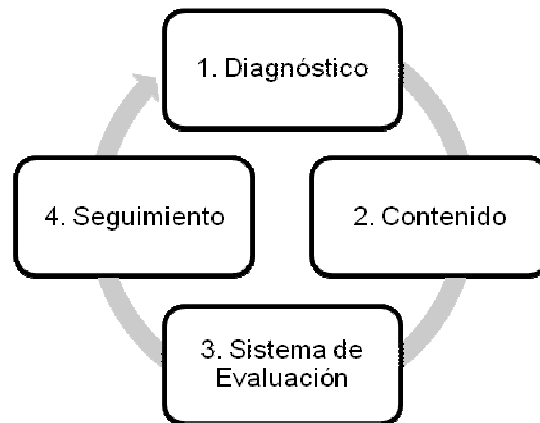 1. Diagnóstico
2. Contenido
3. Sistema de
Evaluación
4. Seguimiento